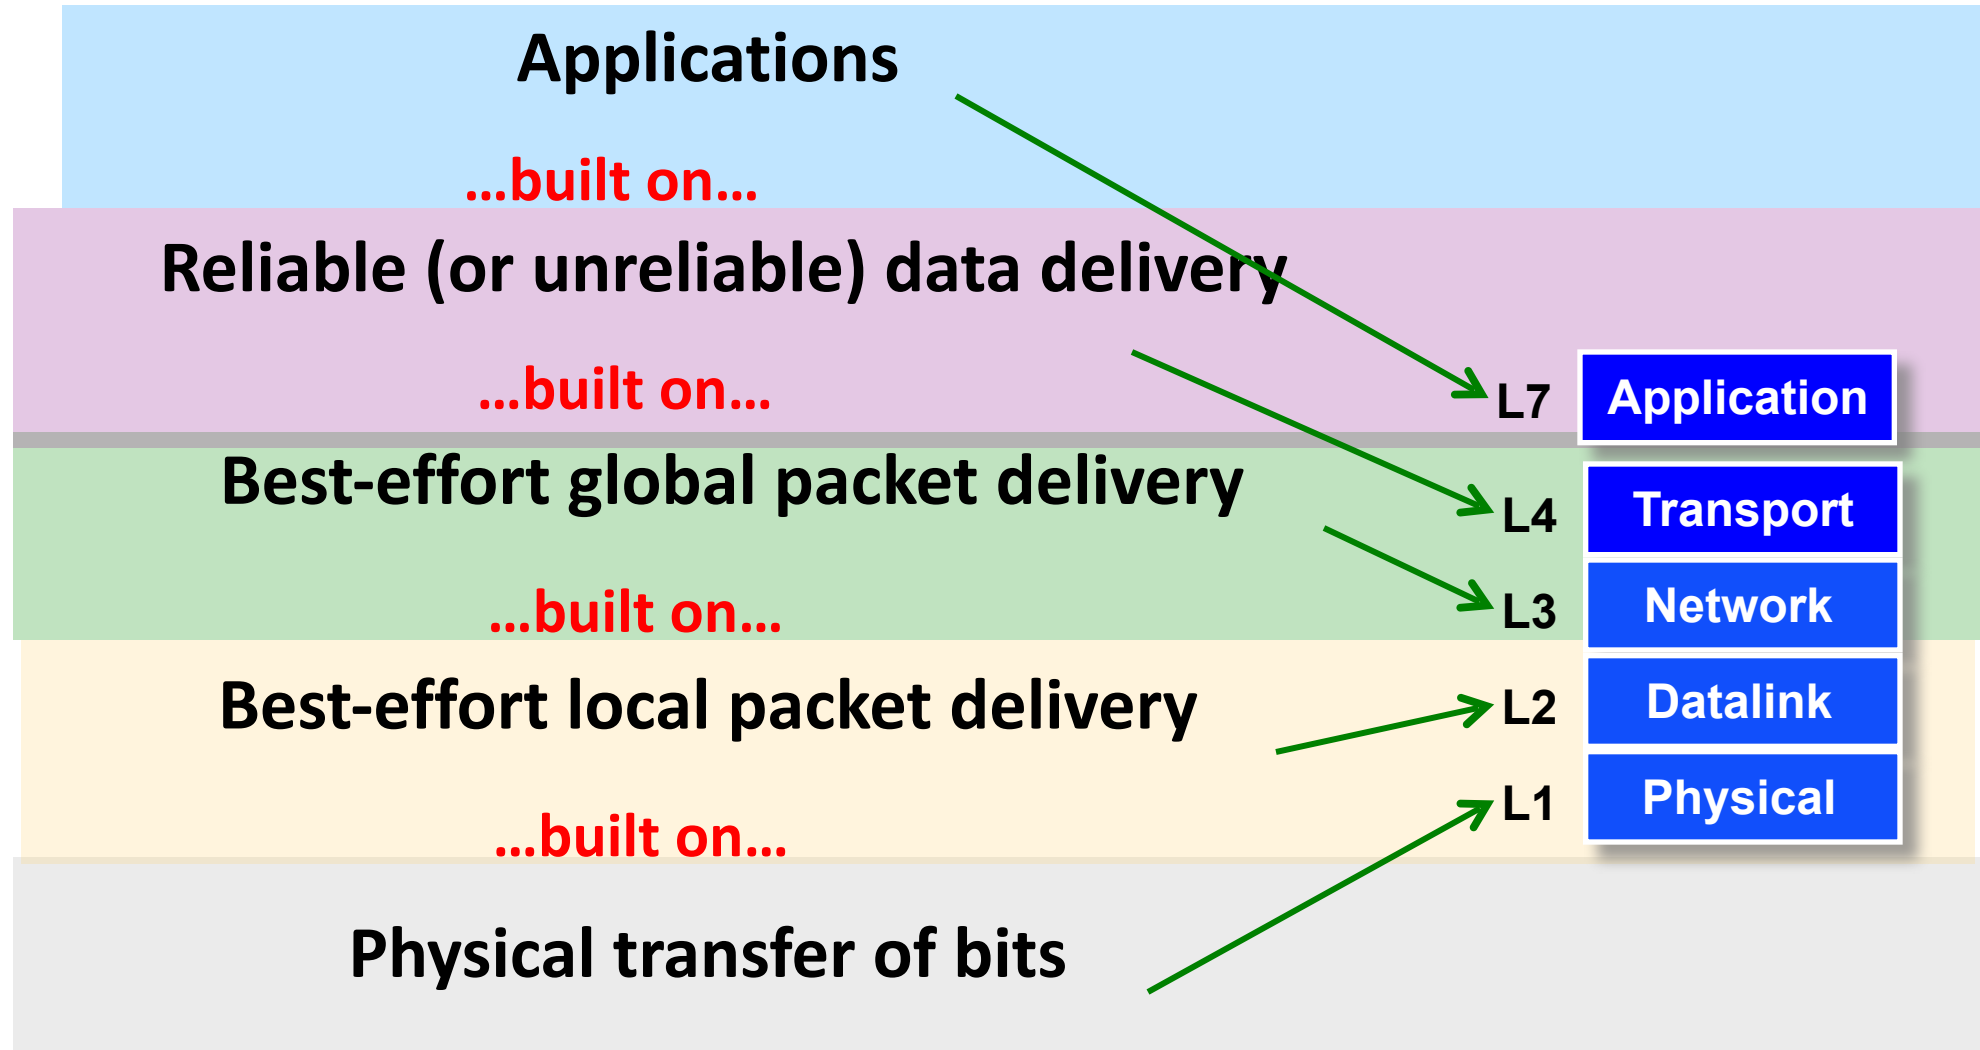 Applications
...built on...
Reliable (or unreliable) data delivery
...built on...
L7 Application
Best-effort global packet delivery
L4 Transport
...built on...
L3 Network
Best-effort local packet delivery
L2 Datalink
L1 Physical
...built on...
Physical transfer of bits